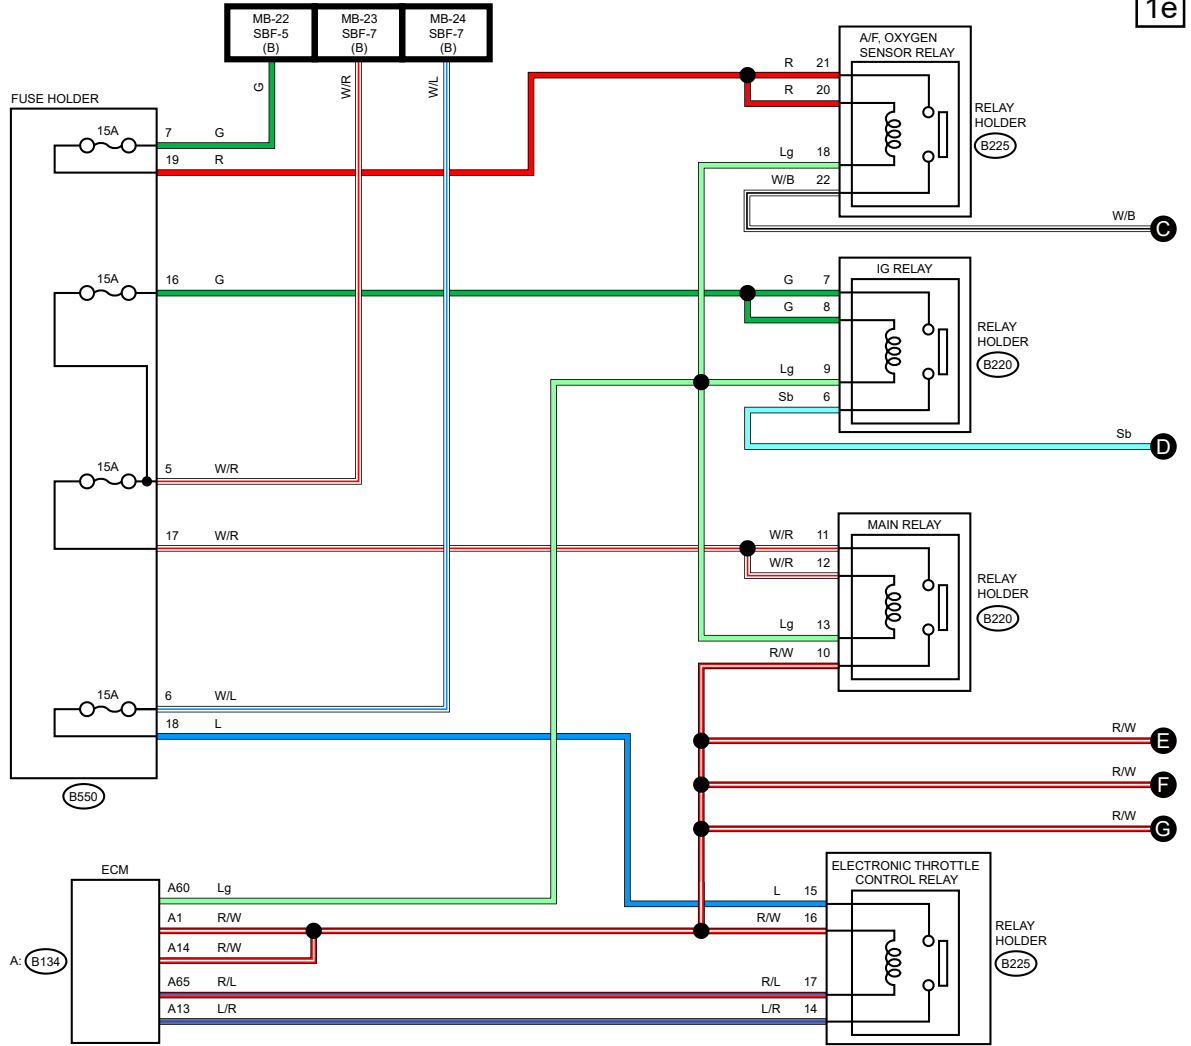 1e
MB-22
SBF-5
(B)
MB-23
SBF-7
(B)
MB-24
SBF-7
(B)
G
W/R
W/L
FUSE HOLDER
15A
7 G
19 R
15A
16 G
15A
5 W/R
17 W/R
15A
6 W/L
18 L
B550
A/F, OXYGEN
SENSOR RELAY
R 21
R 20
Lg 18
W/B 22
RELAY
HOLDER
B225
W/B C
IG RELAY
G 7
G 8
Lg 9
Sb 6
RELAY
HOLDER
B220
Sb D
MAIN RELAY
W/R 11
W/R 12
Lg 13
R/W 10
RELAY
HOLDER
B220
R/W E
R/W F
R/W G
ECM
A60 Lg
A1 R/W
A14 R/W
A65 R/L
A13 L/R
A: B134
ELECTRONIC THROTTLE
CONTROL RELAY
L 15
R/W 16
R/L 17
L/R 14
RELAY
HOLDER
B225